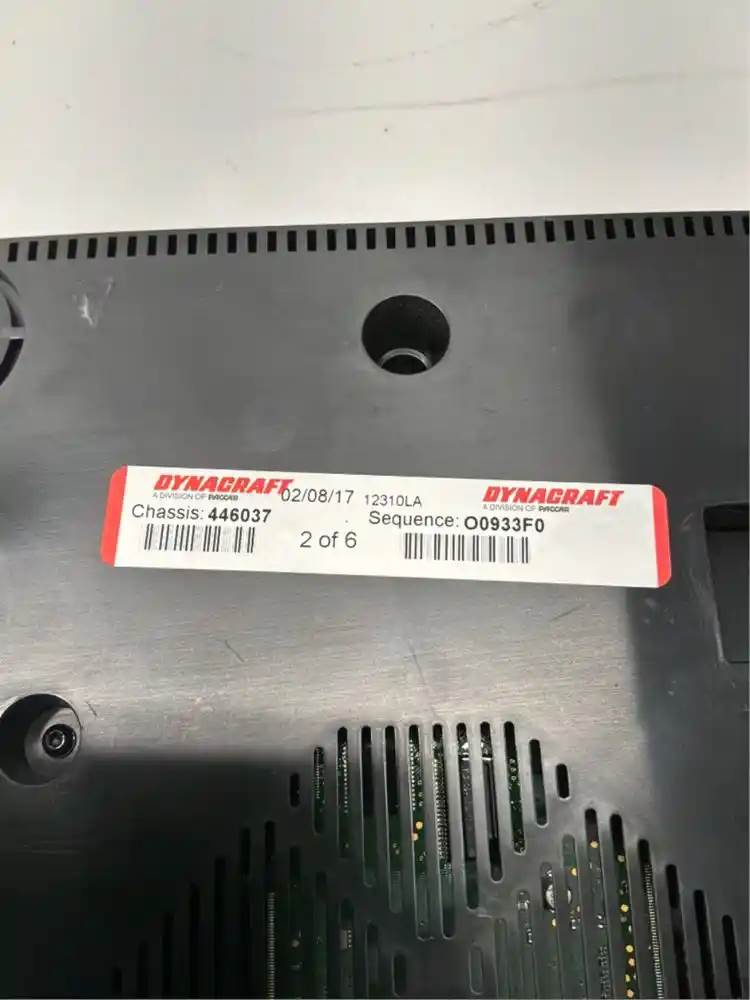 DYNACRAFT
A DIVISION OF PACCAR
02/08/17 12310LA
DYNACRAFT
A DIVISION OF PACCAR
Chassis: 446037
Sequence: O0933F0
2 of 6